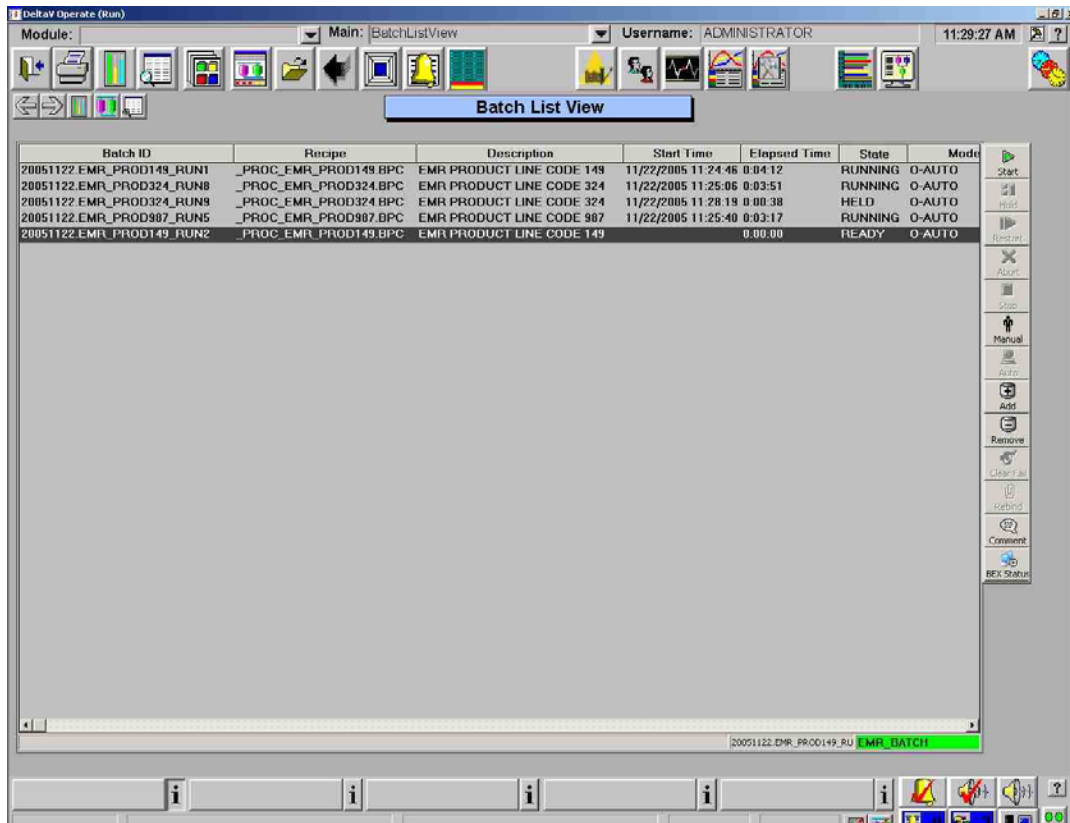 DeltaV Operate (Run)
Module: Main: BatchListView Username: ADMINISTRATOR 11:29:27 AM ?
Batch List View
Batch ID Recipe Description Start Time Elapsed Time State Mode
20051122.EMR_PROD149_RUN1 _PROC_EMR_PROD149.BPC EMR PRODUCT LINE CODE 149 11/22/2005 11:24:46 0:04:12 RUNNING O-AUTO
20051122.EMR_PROD324_RUN8 _PROC_EMR_PROD324.BPC EMR PRODUCT LINE CODE 324 11/22/2005 11:25:06 0:03:51 RUNNING O-AUTO
20051122.EMR_PROD324_RUN9 _PROC_EMR_PROD324.BPC EMR PRODUCT LINE CODE 324 11/22/2005 11:28:19 0:00:38 HELD O-AUTO
20051122.EMR_PROD987_RUN5 _PROC_EMR_PROD987.BPC EMR PRODUCT LINE CODE 987 11/22/2005 11:25:40 0:03:17 RUNNING O-AUTO
20051122.EMR_PROD149_RUN2 _PROC_EMR_PROD149.BPC EMR PRODUCT LINE CODE 149 0:00:00 READY O-AUTO
Start
Hold
Restart
Abort
Stop
Manual
Auto
Add
Remove
Clear Fail
Rebind
Comment
BEX Status
20051122.EMR_PROD149_RU EMR_BATCH
i i i i i ?